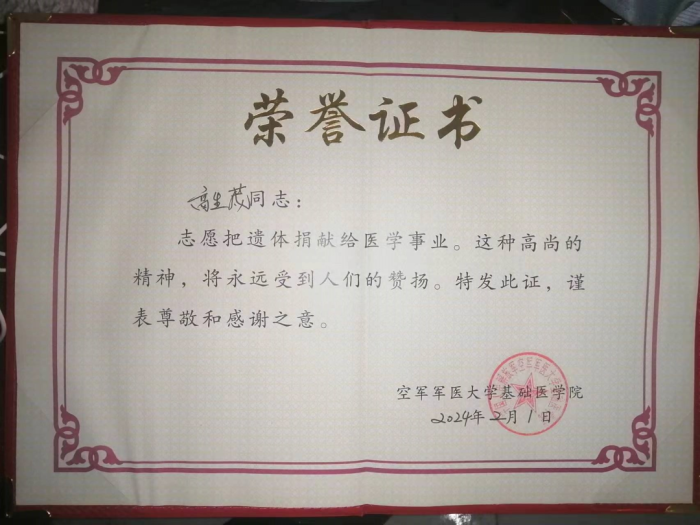 荣誉证书
高生茂同志：
志愿把遗体捐献给医学事业。这种高尚的
精神，将永远受到人们的赞扬。特发此证，谨
表尊敬和感谢之意。
空军军医大学基础医学院
2024年2月1日